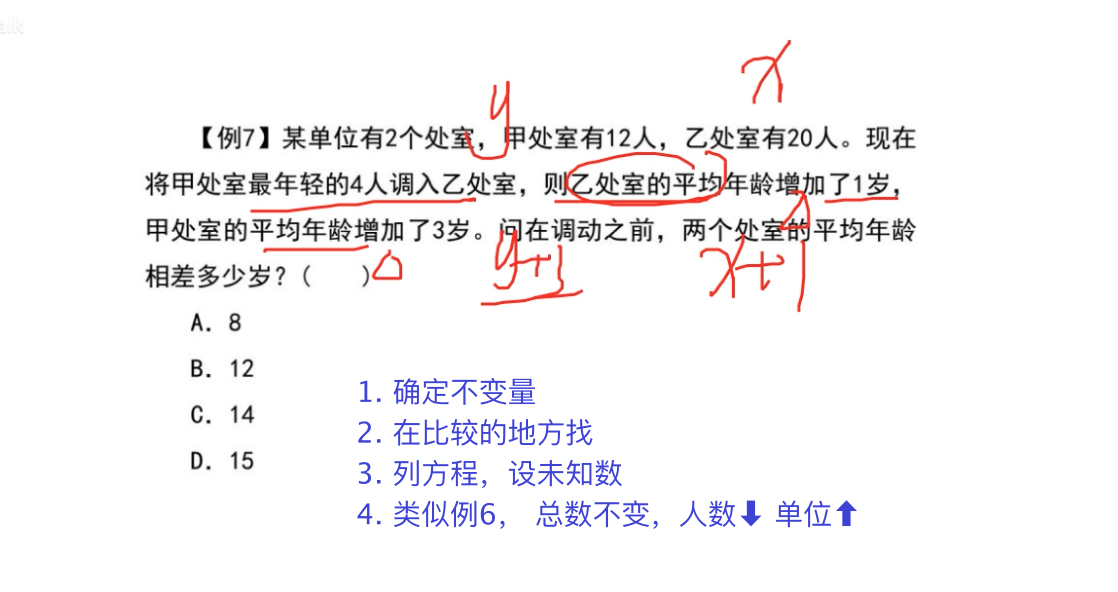 alk
x
y
【例7】某单位有2个处室，甲处室有12人，乙处室有20人。现在
将甲处室最年轻的4人调入乙处室，则乙处室的平均年龄增加了1岁，
甲处室的平均年龄增加了3岁。问在调动之前，两个处室的平均年龄
相差多少岁？（　　）
y+3
x+1
A. 8
B. 12
C. 14
D. 15
1. 确定不变量
2. 在比较的地方找
3. 列方程，设未知数
4. 类似例6， 总数不变，人数⬇ 单位⬆